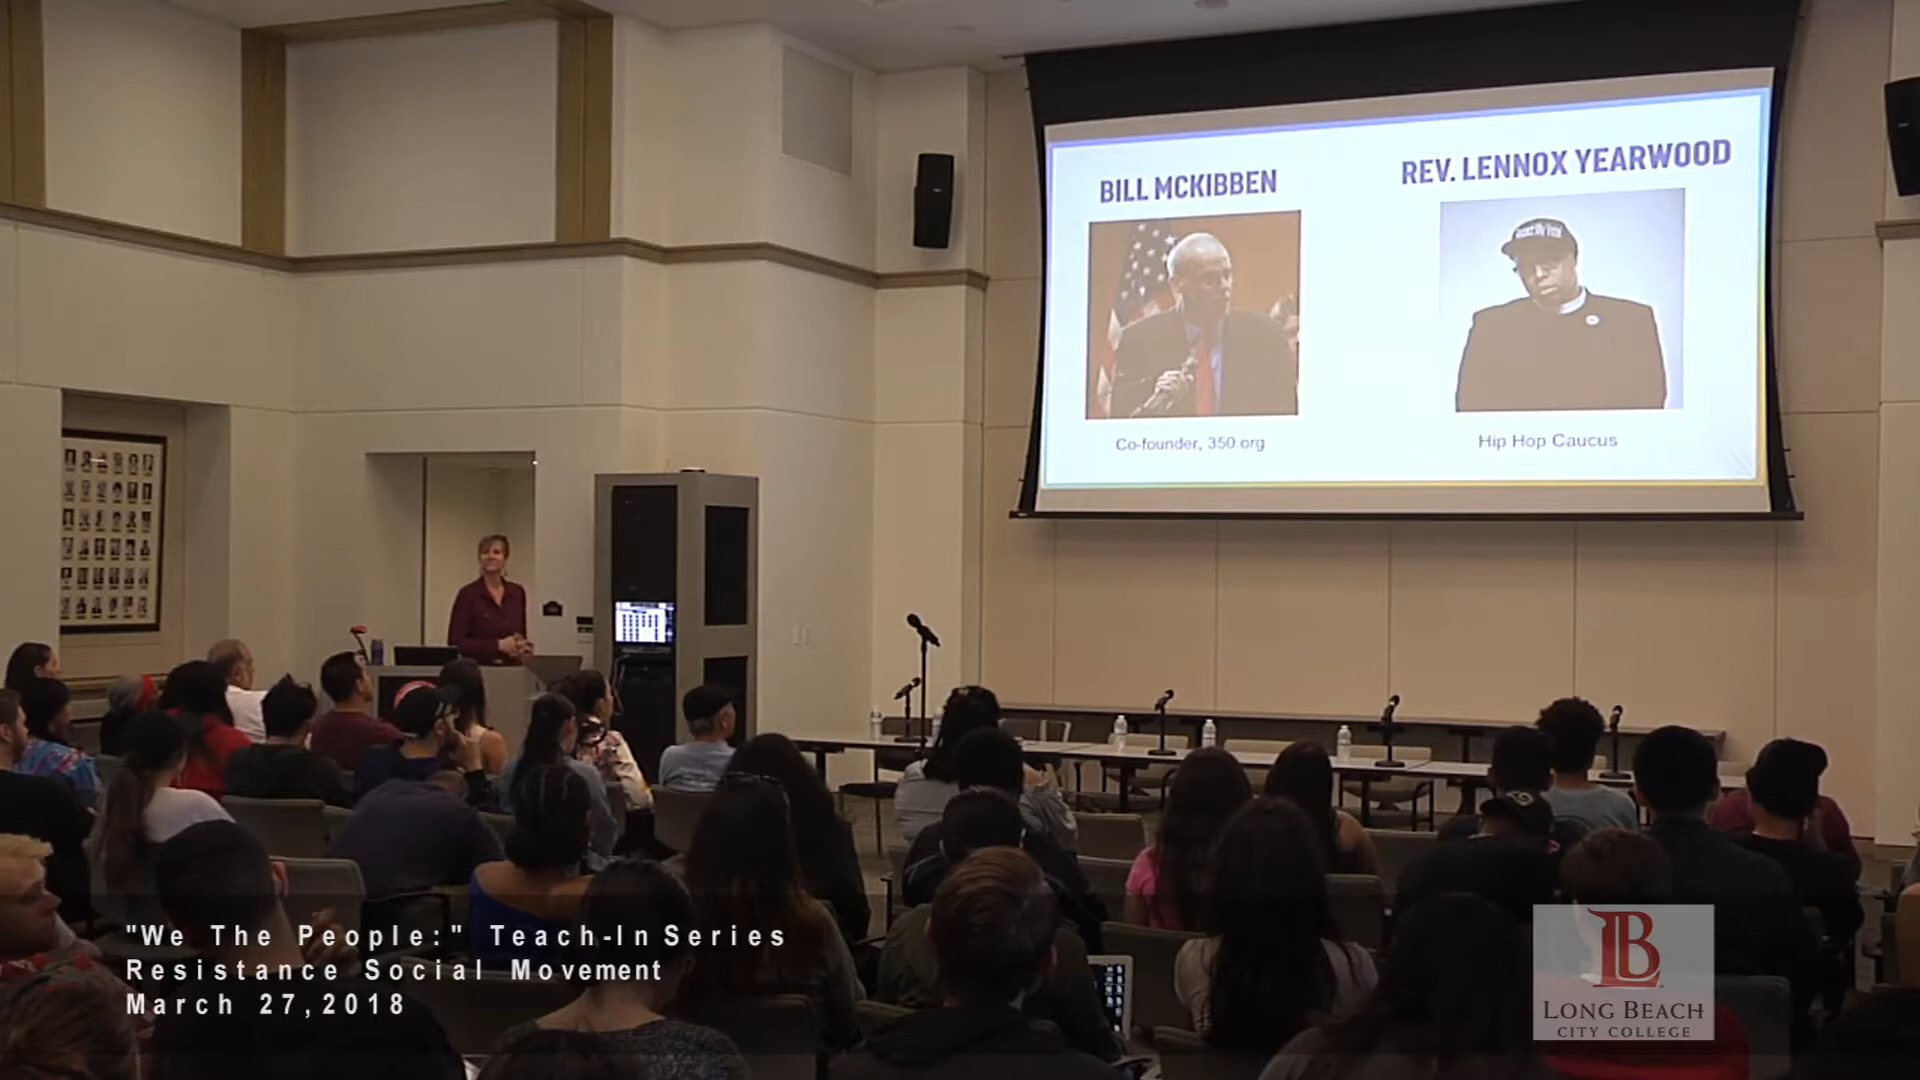 BILL MCKIBBEN
REV. LENNOX YEARWOOD
Co-founder, 350.org
Hip Hop Caucus
"We The People:" Teach-In Series
Resistance Social Movement
March 27,2018
LB
LONG BEACH
CITY COLLEGE